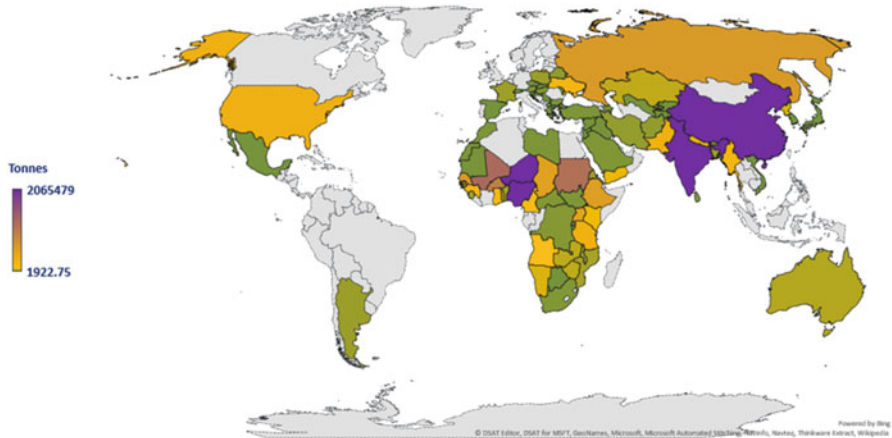 Tonnes
2065479
1922.75
Powered by Bing
© DSAT Editor, DSAT for MSFT, GeoNames, Microsoft, Microsoft Automated Stitching, Navinfo, Navteq, Thinkware Extract, Wikipedia